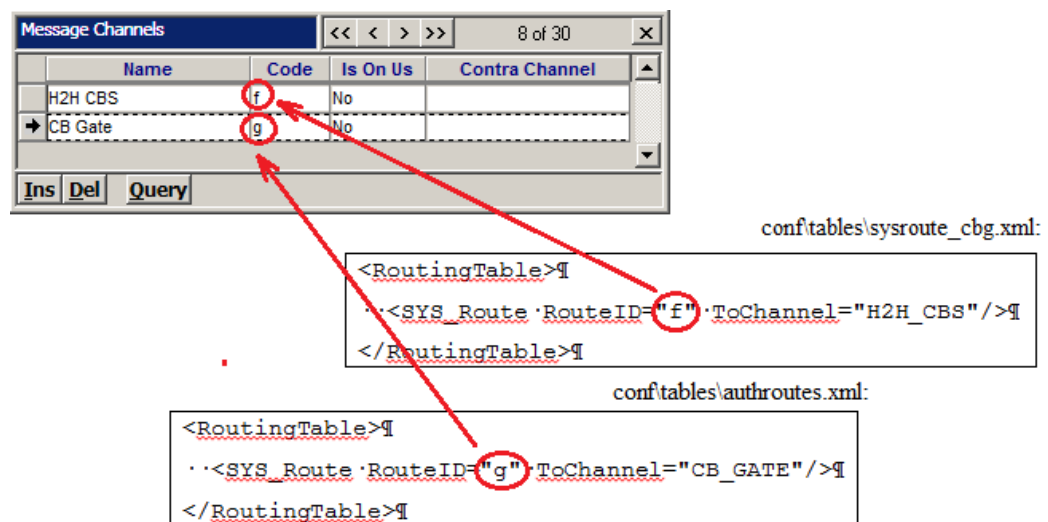 Message Channels << < > >> 8 of 30 X
Name Code Is On Us Contra Channel
H2H CBS f No
CB Gate g No
Ins Del Query
conf\tables\sysroute_cbg.xml:
<RoutingTable>¶
··<SYS_Route·RouteID="f"·ToChannel="H2H_CBS"/>¶
</RoutingTable>¶
conf\tables\authroutes.xml:
<RoutingTable>¶
··<SYS_Route·RouteID="g"·ToChannel="CB_GATE"/>¶
</RoutingTable>¶